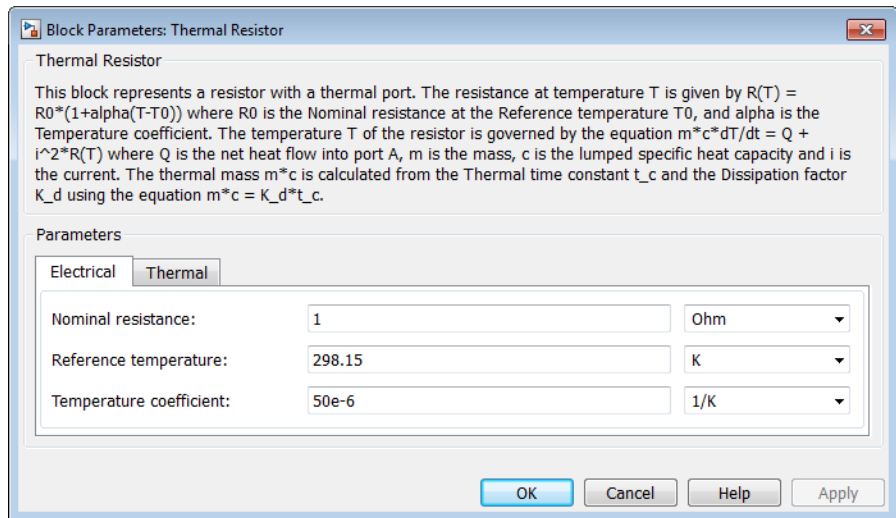 Block Parameters: Thermal Resistor
Thermal Resistor
This block represents a resistor with a thermal port. The resistance at temperature T is given by R(T) =
R0*(1+alpha(T-T0)) where R0 is the Nominal resistance at the Reference temperature T0, and alpha is the
Temperature coefficient. The temperature T of the resistor is governed by the equation m*c*dT/dt = Q +
i^2*R(T) where Q is the net heat flow into port A, m is the mass, c is the lumped specific heat capacity and i is
the current. The thermal mass m*c is calculated from the Thermal time constant t_c and the Dissipation factor
K_d using the equation m*c = K_d*t_c.
Parameters
Electrical Thermal
Nominal resistance: 1 Ohm
Reference temperature: 298.15 K
Temperature coefficient: 50e-6 1/K
OK Cancel Help Apply